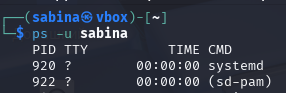 ┌──(sabina㉿vbox)-[~]
└─$ ps -u sabina
PID TTY          TIME CMD
920 ?        00:00:00 systemd
922 ?        00:00:00 (sd-pam)